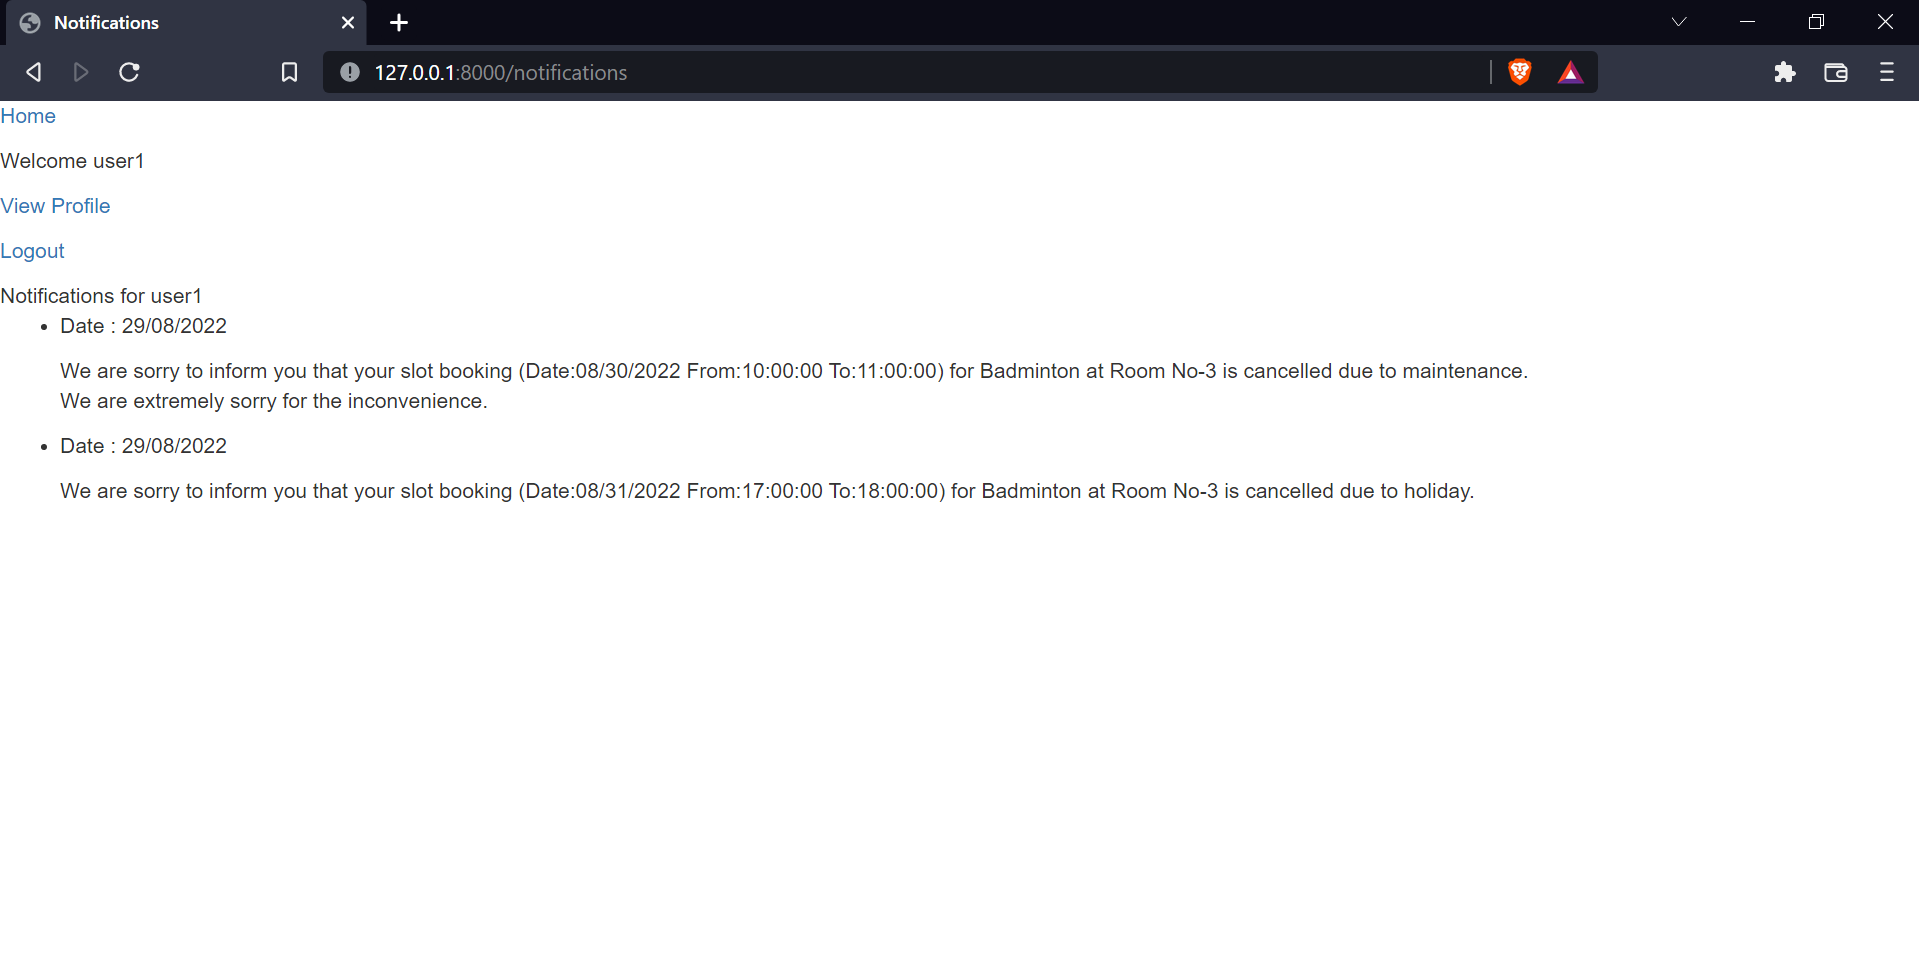 Notifications
127.0.0.1:8000/notifications
Home
Welcome user1
View Profile
Logout
Notifications for user1
Date : 29/08/2022
We are sorry to inform you that your slot booking (Date:08/30/2022 From:10:00:00 To:11:00:00) for Badminton at Room No-3 is cancelled due to maintenance.
We are extremely sorry for the inconvenience.
Date : 29/08/2022
We are sorry to inform you that your slot booking (Date:08/31/2022 From:17:00:00 To:18:00:00) for Badminton at Room No-3 is cancelled due to holiday.